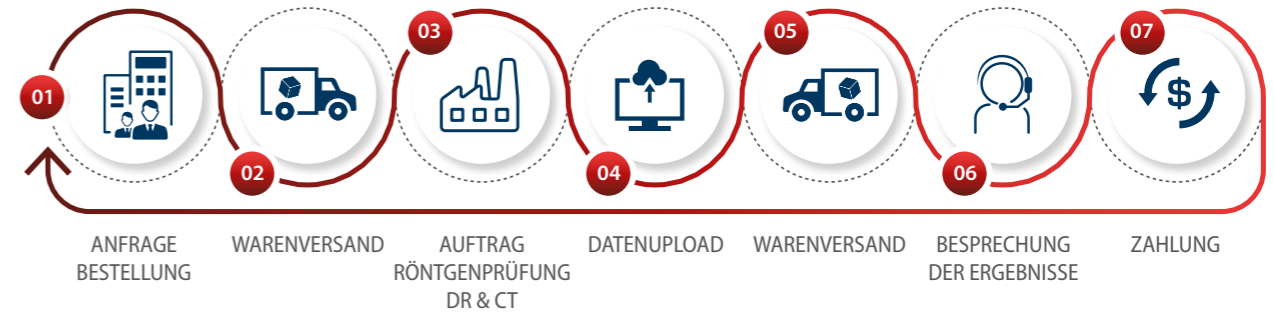 01
02
03
04
05
06
07
$
ANFRAGE
BESTELLUNG
WARENVERSAND
AUFTRAG
RÖNTGENPRÜFUNG
DR & CT
DATENUPLOAD
WARENVERSAND
BESPRECHUNG
DER ERGEBNISSE
ZAHLUNG